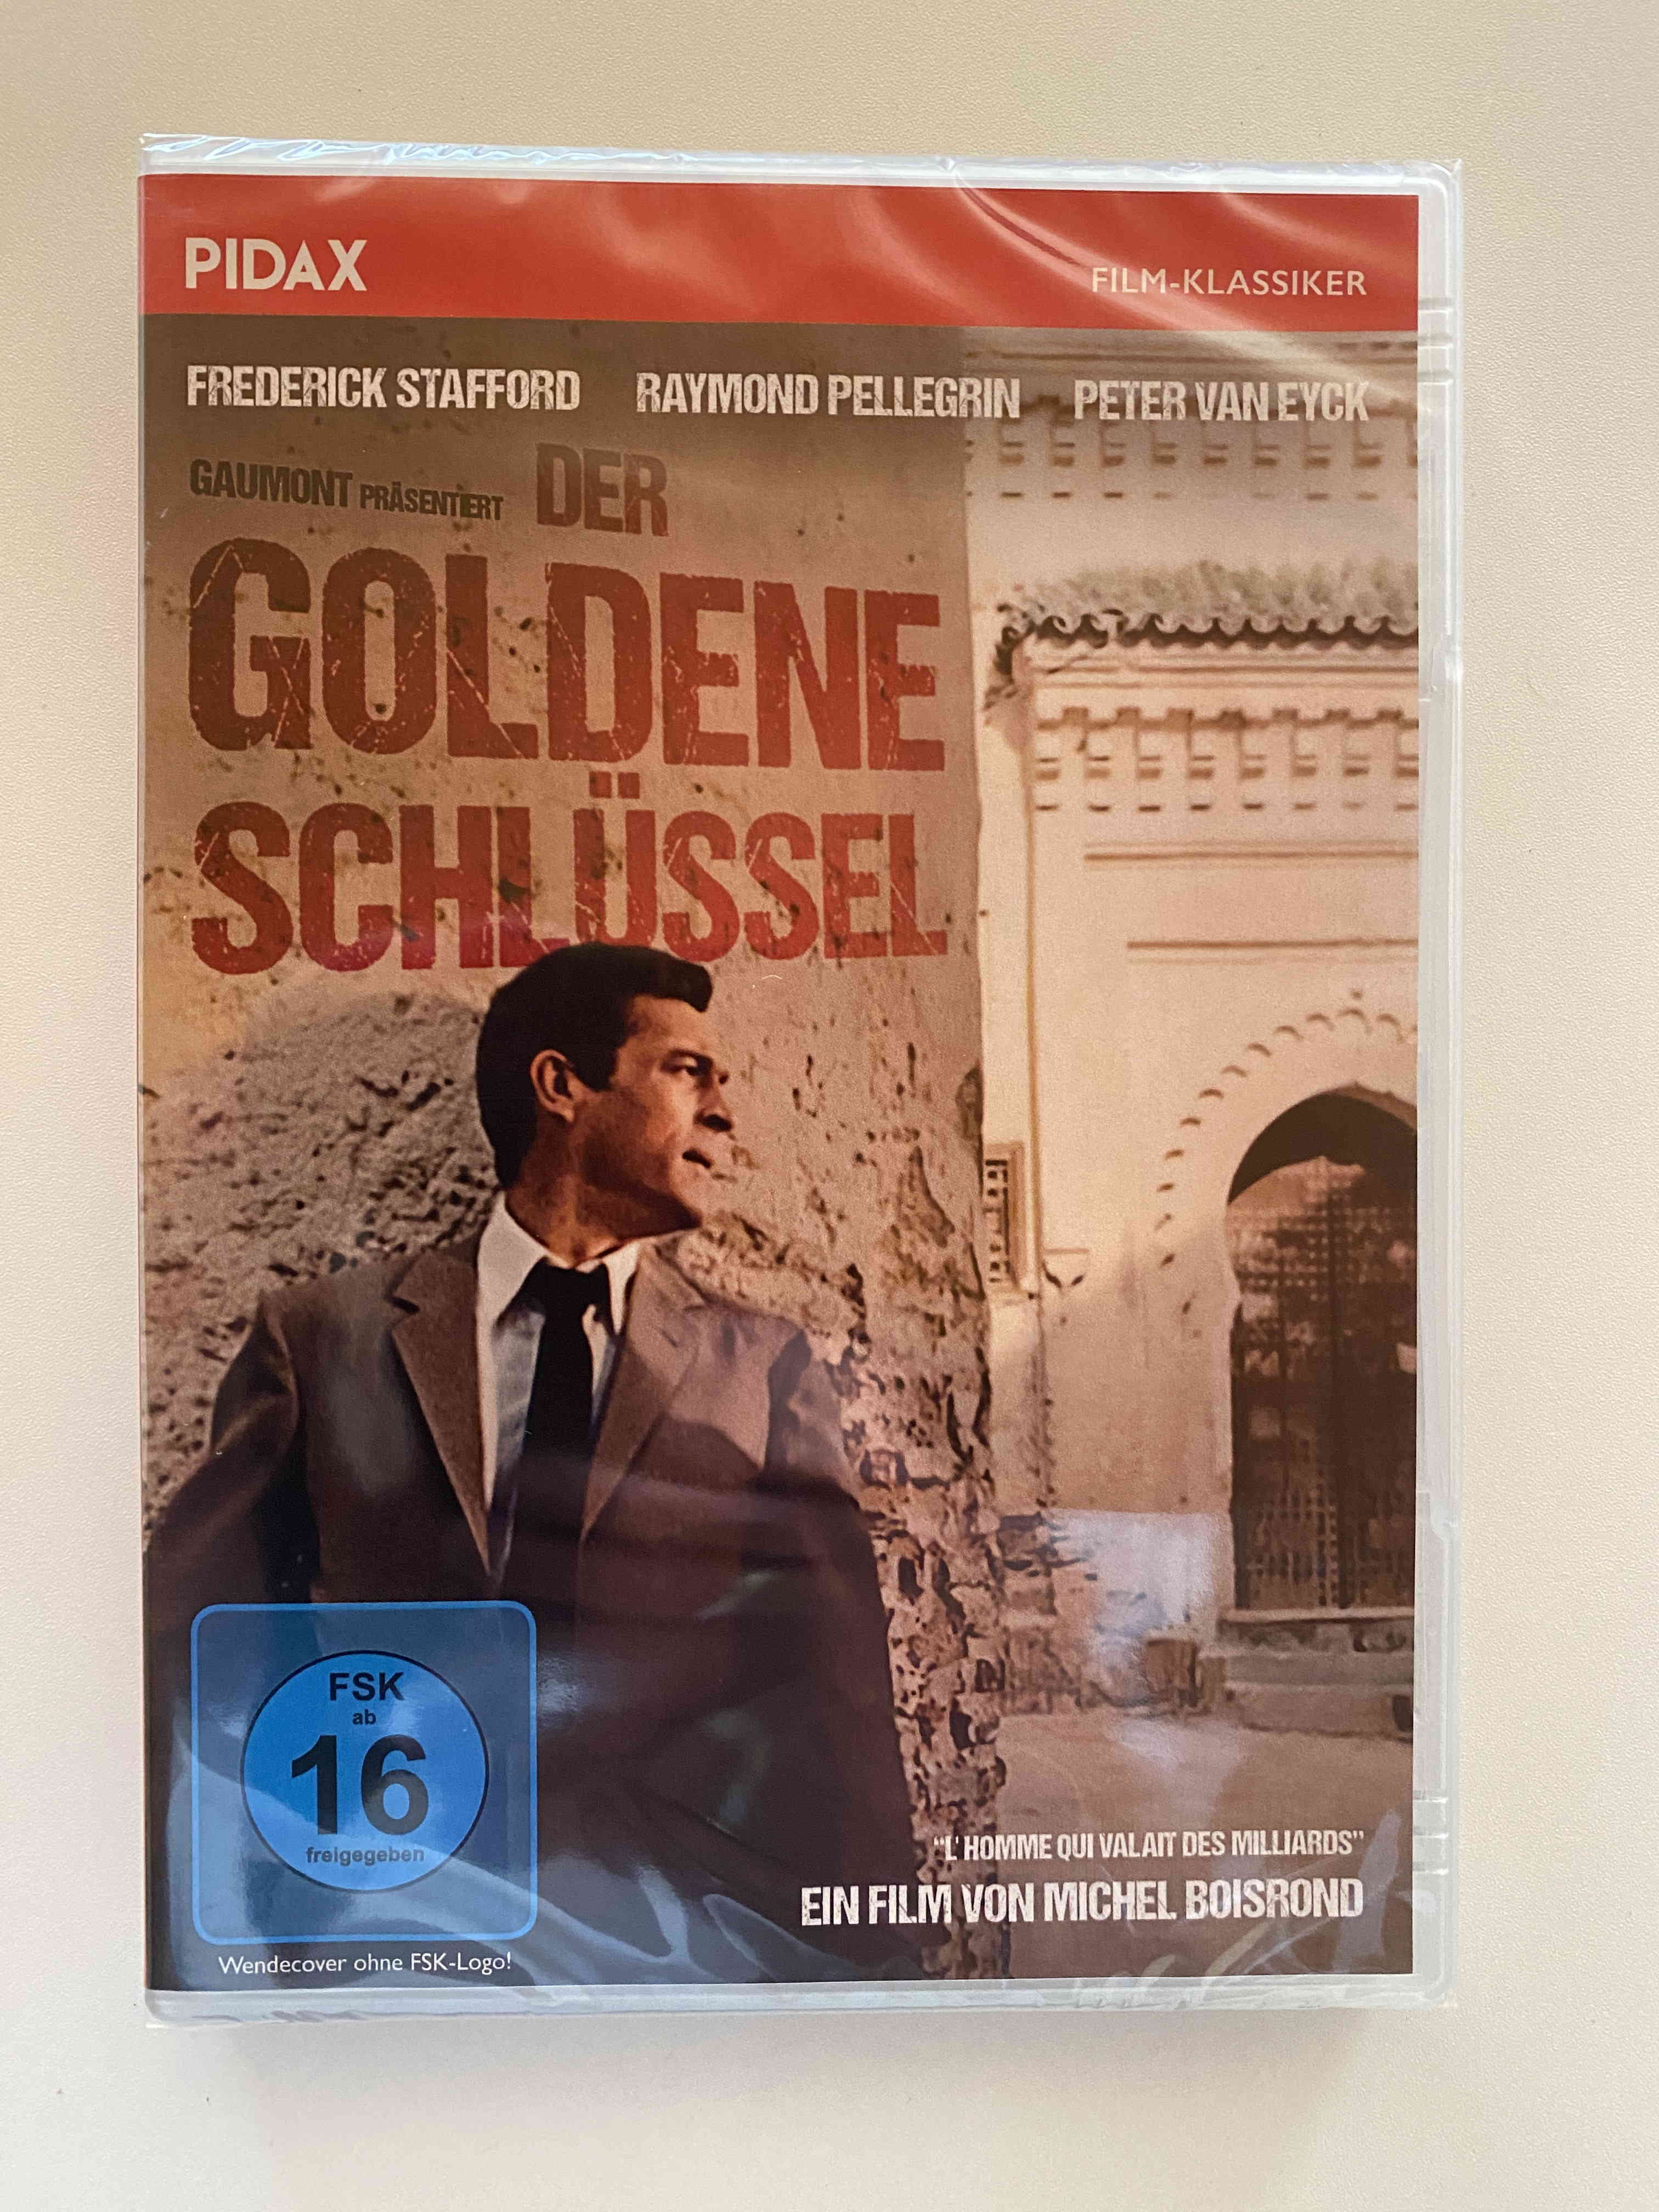 PIDAX
FILM-KLASSIKER
FREDERICK STAFFORD RAYMOND PELLEGRIN PETER VAN EYCK
GAUMONT PRÄSENTIERT DER
GOLDENE
SCHLÜSSEL
FSK
ab
16
freigegeben
"L'HOMME QUI VALAIT DES MILLIARDS"
EIN FILM VON MICHEL BOISROND
Wendecover ohne FSK-Logo!